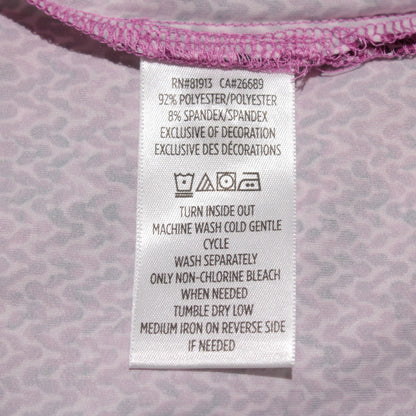 RN#81913 CA#26689
92% POLYESTER/POLYESTER
8% SPANDEX/SPANDEX
EXCLUSIVE OF DECORATION
EXCLUSIVE DES DÉCORATIONS
TURN INSIDE OUT
MACHINE WASH COLD GENTLE
CYCLE
WASH SEPARATELY
ONLY NON-CHLORINE BLEACH
WHEN NEEDED
TUMBLE DRY LOW
MEDIUM IRON ON REVERSE SIDE
IF NEEDED